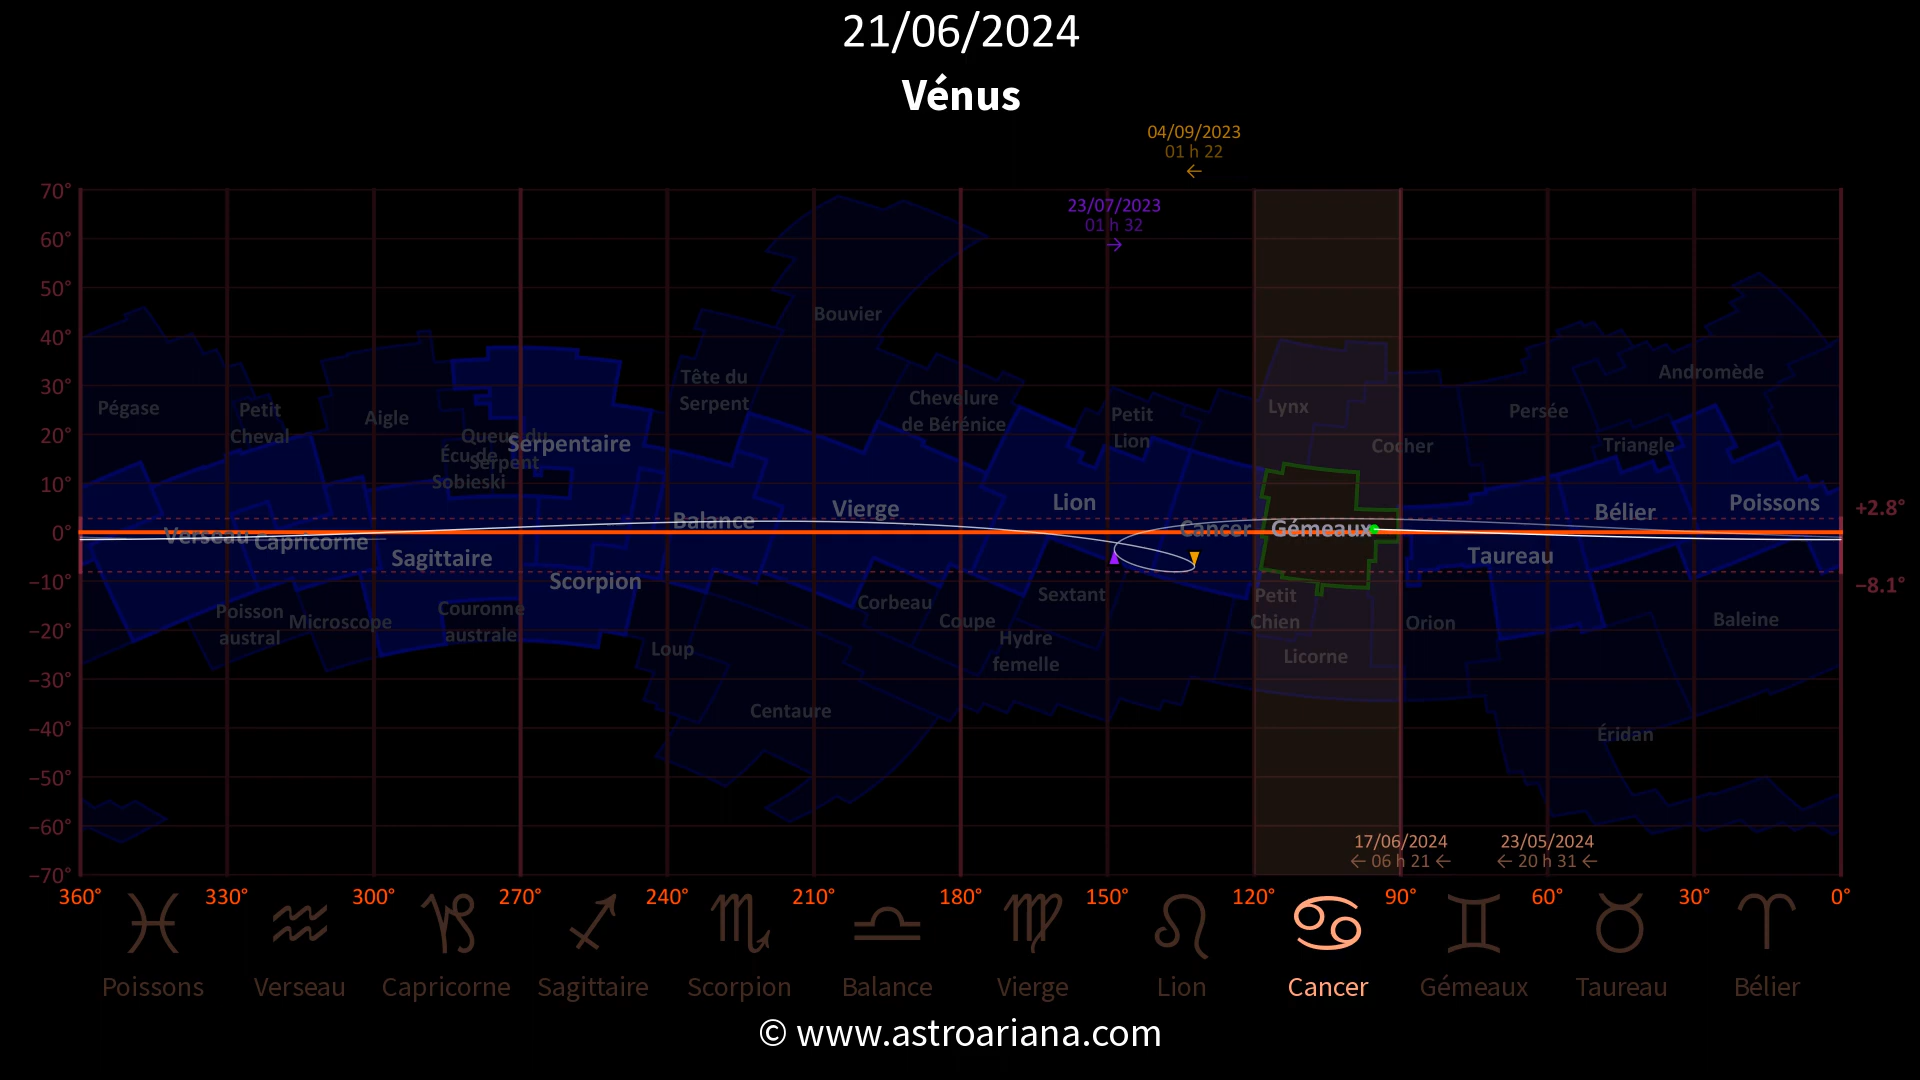 21/06/2024
Vénus
04/09/2023
01 h 22
←
23/07/2023
01 h 32
→
70°
60°
50°
40°
30°
20°
10°
0°
−10°
−20°
−30°
−40°
−50°
−60°
−70°
+2.8°
−8.1°
Bouvier
Pégase
Petit
Cheval
Aigle
Queue du
Serpent
Écu de
Sobieski
Serpentaire
Tête du
Serpent
Chevelure
de Bérénice
Petit
Lion
Lynx
Cocher
Persée
Andromède
Triangle
Verseau
Capricorne
Sagittaire
Scorpion
Balance
Vierge
Lion
Cancer
Gémeaux
Taureau
Bélier
Poissons
Poisson
austral
Microscope
Couronne
australe
Loup
Centaure
Corbeau
Coupe
Hydre
femelle
Sextant
Petit
Chien
Licorne
Orion
Baleine
Éridan
17/06/2024
← 06 h 21 ←
23/05/2024
← 20 h 31 ←
360° 330° 300° 270° 240° 210° 180° 150° 120° 90° 60° 30° 0°
♓ ♒ ♑ ♐ ♏ ♎ ♍ ♌ ♋ ♊ ♉ ♈
Poissons Verseau Capricorne Sagittaire Scorpion Balance Vierge Lion Cancer Gémeaux Taureau Bélier
© www.astroariana.com